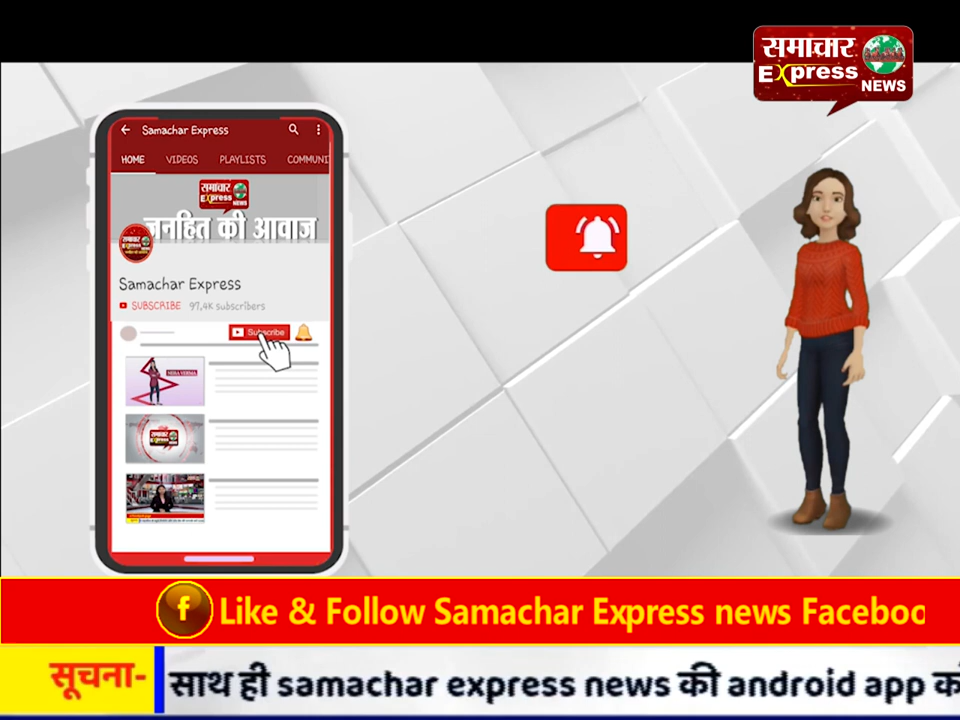 समाचार
Express
NEWS
Samachar Express
HOME VIDEOS PLAYLISTS COMMUNI
समाचार
Express
NEWS
जनहित की आवाज
Samachar Express
SUBSCRIBE 97.4K subscribers
Subscribe
Like & Follow Samachar Express news Faceboo
सूचना- साथ ही samachar express news की android app को